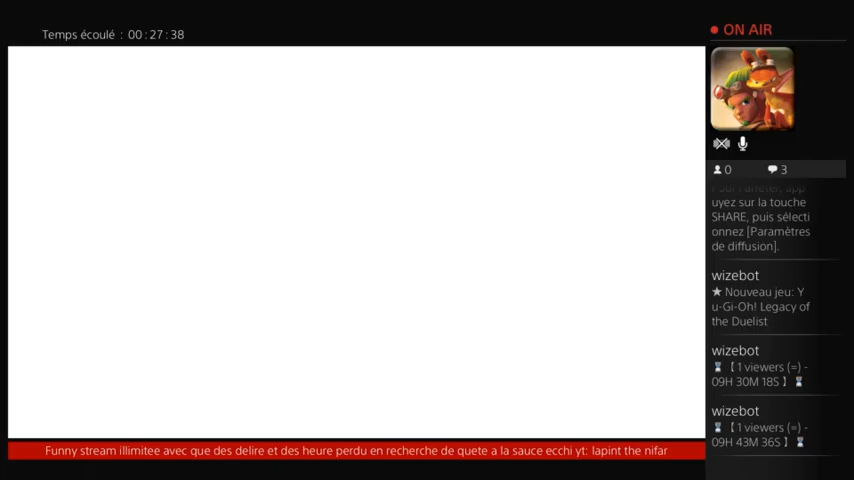 Temps écoulé : 00:27:38
ON AIR
0 3
Pour l'arrêter, app
uyez sur la touche
SHARE, puis sélecti
onnez [Paramètres
de diffusion].
wizebot
★ Nouveau jeu: Y
u-Gi-Oh! Legacy of
the Duelist
wizebot
⌛【 1 viewers (=) -
09H 30M 18S 】⌛
wizebot
⌛【 1 viewers (=) -
09H 43M 36S 】⌛
Funny stream illimitee avec que des delire et des heure perdu en recherche de quete a la sauce ecchi yt: lapint the nifar